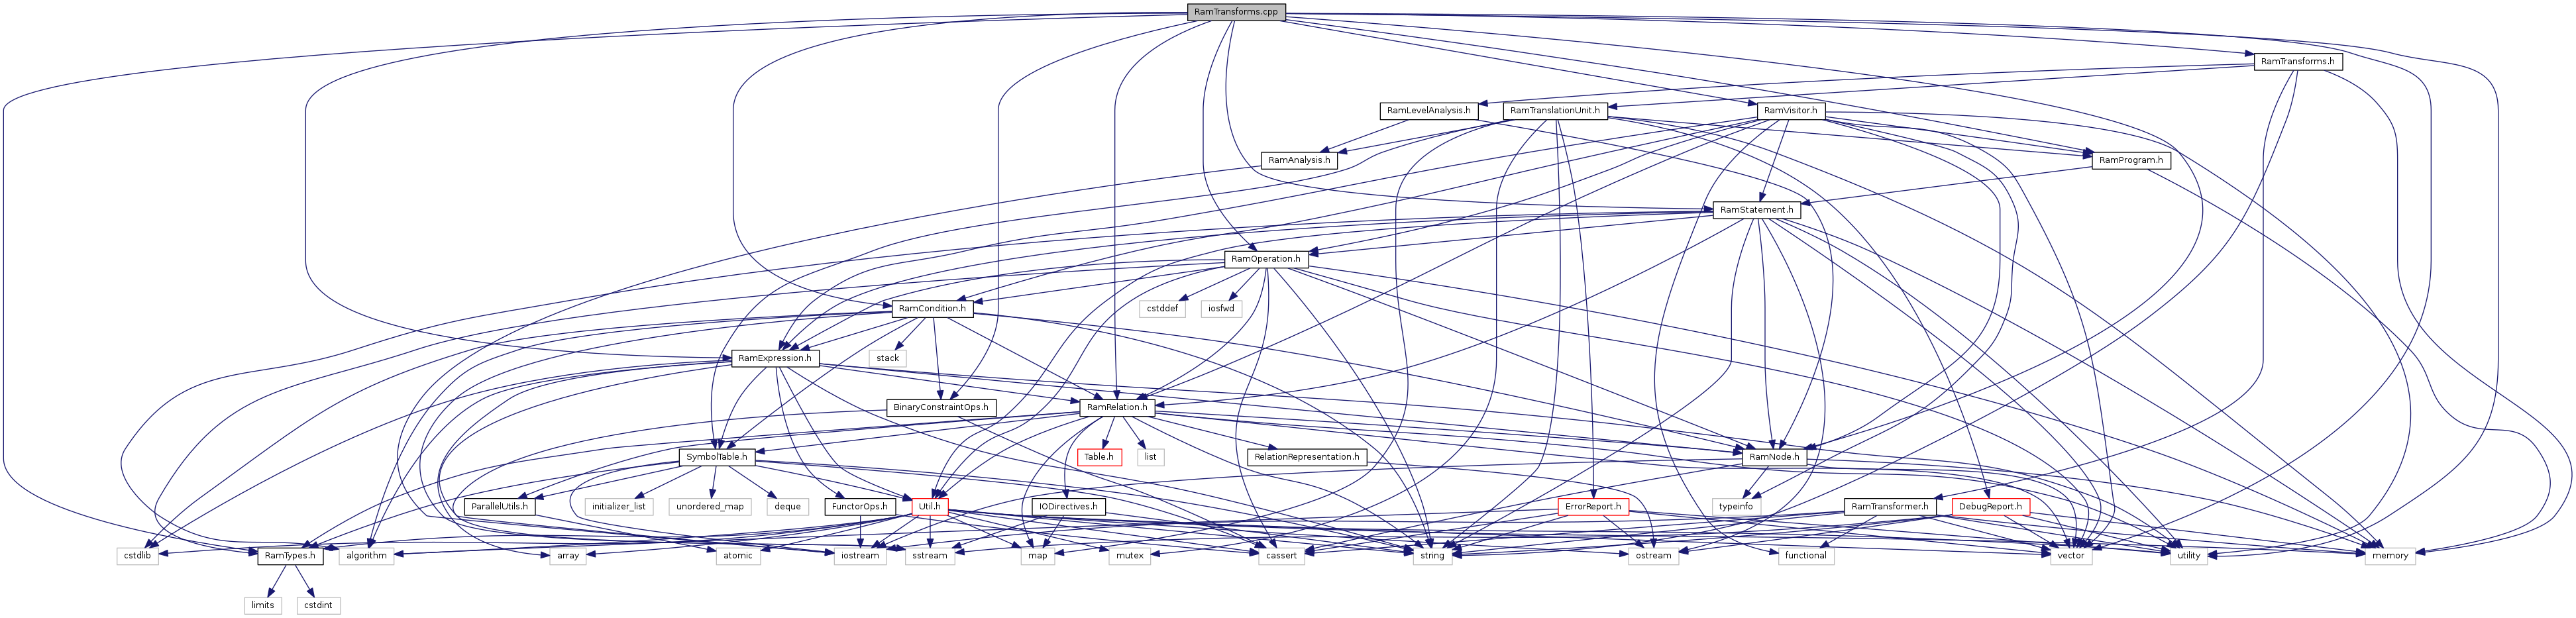 RamTransforms.cpp
RamTransforms.h
RamLevelAnalysis.h
RamTranslationUnit.h
RamVisitor.h
RamAnalysis.h
RamProgram.h
RamStatement.h
RamOperation.h
RamCondition.h
cstddef
iosfwd
RamExpression.h
stack
BinaryConstraintOps.h
RamRelation.h
SymbolTable.h
Table.h
list
RelationRepresentation.h
RamNode.h
ParallelUtils.h
initializer_list
unordered_map
deque
FunctorOps.h
Util.h
IODirectives.h
ErrorReport.h
typeinfo
RamTransformer.h
DebugReport.h
cstdlib
RamTypes.h
algorithm
array
atomic
iostream
sstream
map
mutex
cassert
string
ostream
functional
vector
utility
memory
limits
cstdint